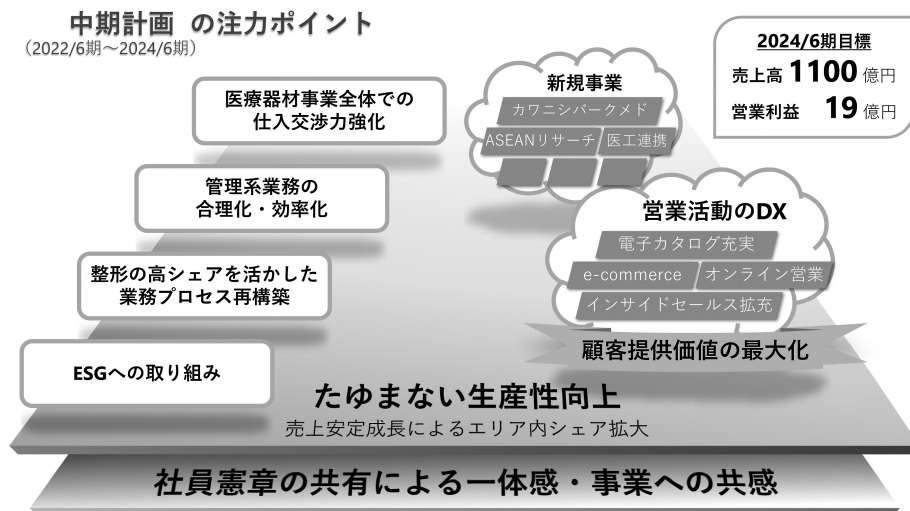 中期計画 の注力ポイント
（2022/6期～2024/6期）
2024/6期目標
売上高 1100 億円
営業利益 19 億円
医療器材事業全体での
仕入交渉力強化
管理系業務の
合理化・効率化
整形の高シェアを活かした
業務プロセス再構築
ESGへの取り組み
新規事業
カワニシバークメド
ASEANリサーチ 医工連携
営業活動のDX
電子カタログ充実
e-commerce オンライン営業
インサイドセールス拡充
顧客提供価値の最大化
たゆまない生産性向上
売上安定成長によるエリア内シェア拡大
社員憲章の共有による一体感・事業への共感